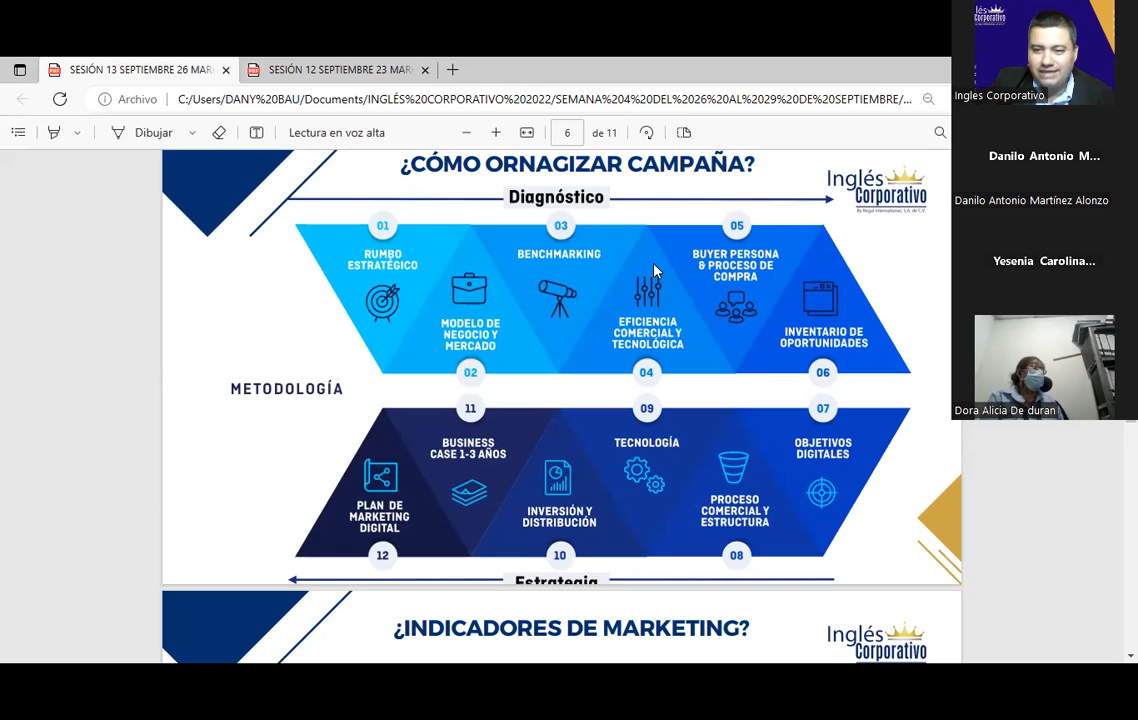 SESIÓN 13 SEPTIEMBRE 26 MAR
SESIÓN 12 SEPTIEMBRE 23 MAR
Archivo
C:/Users/DANY%20BAU/Documents/INGLÉS%20CORPORATIVO%202022/SEMANA%204%20DEL%2026%20AL%2029%20DE%20SEPTIEMBRE/...
Dibujar
Lectura en voz alta
6
de 11
¿CÓMO ORNAGIZAR CAMPAÑA?
Diagnóstico
Inglés
Corporativo
By Regal International, S.A. de C.V.
01
RUMBO
ESTRATÉGICO
MODELO DE
NEGOCIO Y
MERCADO
02
03
BENCHMARKING
EFICIENCIA
COMERCIAL Y
TECNOLÓGICA
04
05
BUYER PERSONA
& PROCESO DE
COMPRA
INVENTARIO DE
OPORTUNIDADES
06
METODOLOGÍA
07
OBJETIVOS
DIGITALES
PROCESO
COMERCIAL Y
ESTRUCTURA
08
09
TECNOLOGÍA
INVERSIÓN Y
DISTRIBUCIÓN
10
11
BUSINESS
CASE 1-3 AÑOS
PLAN DE
MARKETING
DIGITAL
12
Estrategia
¿INDICADORES DE MARKETING?
Inglés
Corporativo
lés
Corporativo
Ingles Corporativo
Danilo Antonio M...
Danilo Antonio Martínez Alonzo
Yesenia Carolina...
Dora Alicia De duran